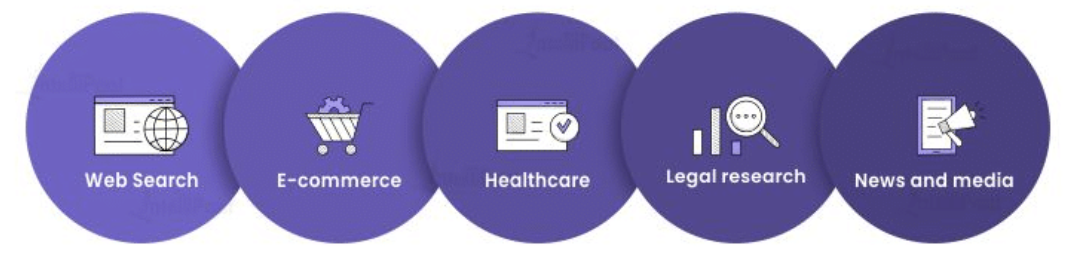 Web Search
E-commerce
Healthcare
Legal research
News and media